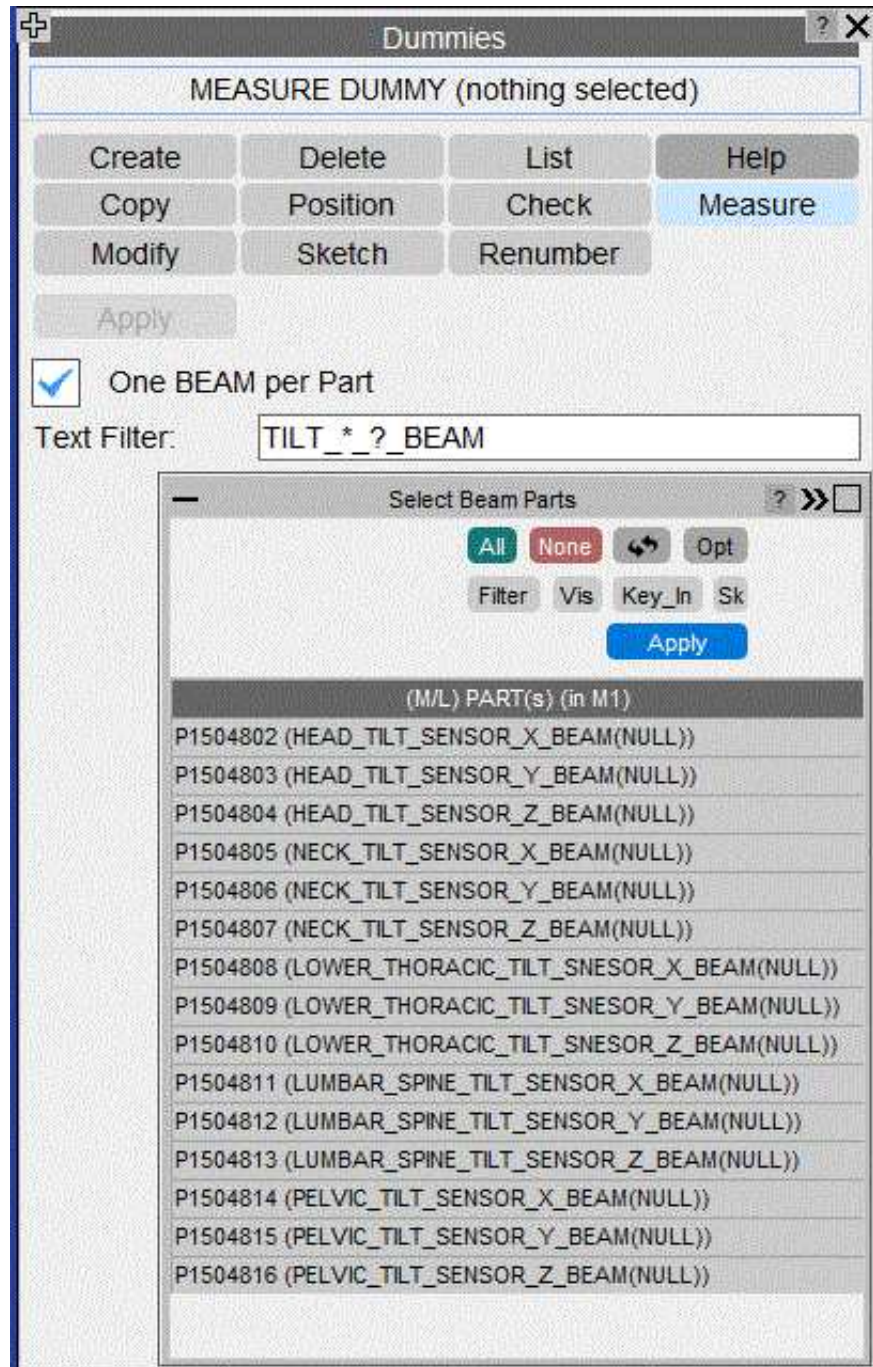 Dummies ?
MEASURE DUMMY (nothing selected)
Create Delete List Help
Copy Position Check Measure
Modify Sketch Renumber
Apply
One BEAM per Part
Text Filter: TILT_*_?_BEAM
Select Beam Parts ?
All None Opt
Filter Vis Key_In Sk
Apply
(M/L) PART(s) (in M1)
P1504802 (HEAD_TILT_SENSOR_X_BEAM(NULL))
P1504803 (HEAD_TILT_SENSOR_Y_BEAM(NULL))
P1504804 (HEAD_TILT_SENSOR_Z_BEAM(NULL))
P1504805 (NECK_TILT_SENSOR_X_BEAM(NULL))
P1504806 (NECK_TILT_SENSOR_Y_BEAM(NULL))
P1504807 (NECK_TILT_SENSOR_Z_BEAM(NULL))
P1504808 (LOWER_THORACIC_TILT_SNESOR_X_BEAM(NULL))
P1504809 (LOWER_THORACIC_TILT_SNESOR_Y_BEAM(NULL))
P1504810 (LOWER_THORACIC_TILT_SNESOR_Z_BEAM(NULL))
P1504811 (LUMBAR_SPINE_TILT_SENSOR_X_BEAM(NULL))
P1504812 (LUMBAR_SPINE_TILT_SENSOR_Y_BEAM(NULL))
P1504813 (LUMBAR_SPINE_TILT_SENSOR_Z_BEAM(NULL))
P1504814 (PELVIC_TILT_SENSOR_X_BEAM(NULL))
P1504815 (PELVIC_TILT_SENSOR_Y_BEAM(NULL))
P1504816 (PELVIC_TILT_SENSOR_Z_BEAM(NULL))